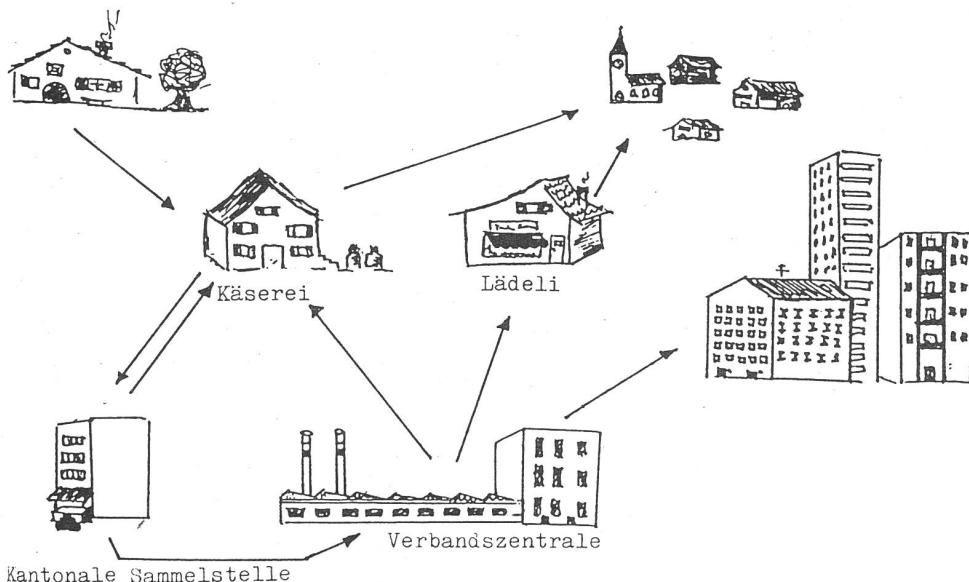 Käserei
Lädeli
Verbandszentrale
Kantonale Sammelstelle